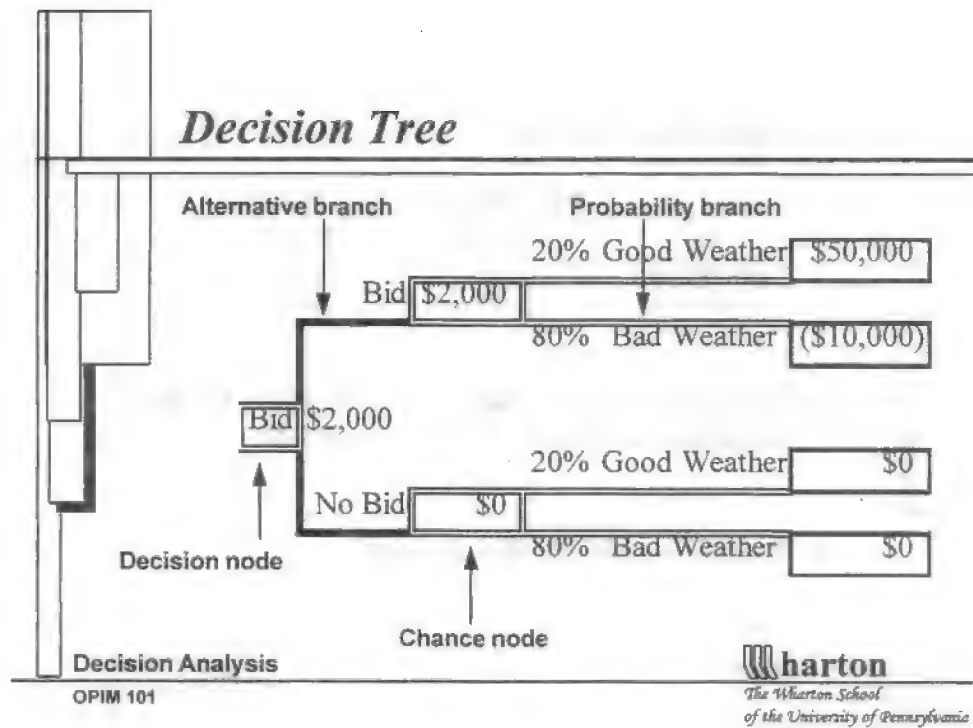 Decision Tree
Alternative branch
Probability branch
20% Good Weather $50,000
Bid $2,000
80% Bad Weather ($10,000)
Bid $2,000
20% Good Weather $0
No Bid $0
80% Bad Weather $0
Decision node
Chance node
Decision Analysis
OPIM 101
Wharton
The Wharton School
of the University of Pennsylvania